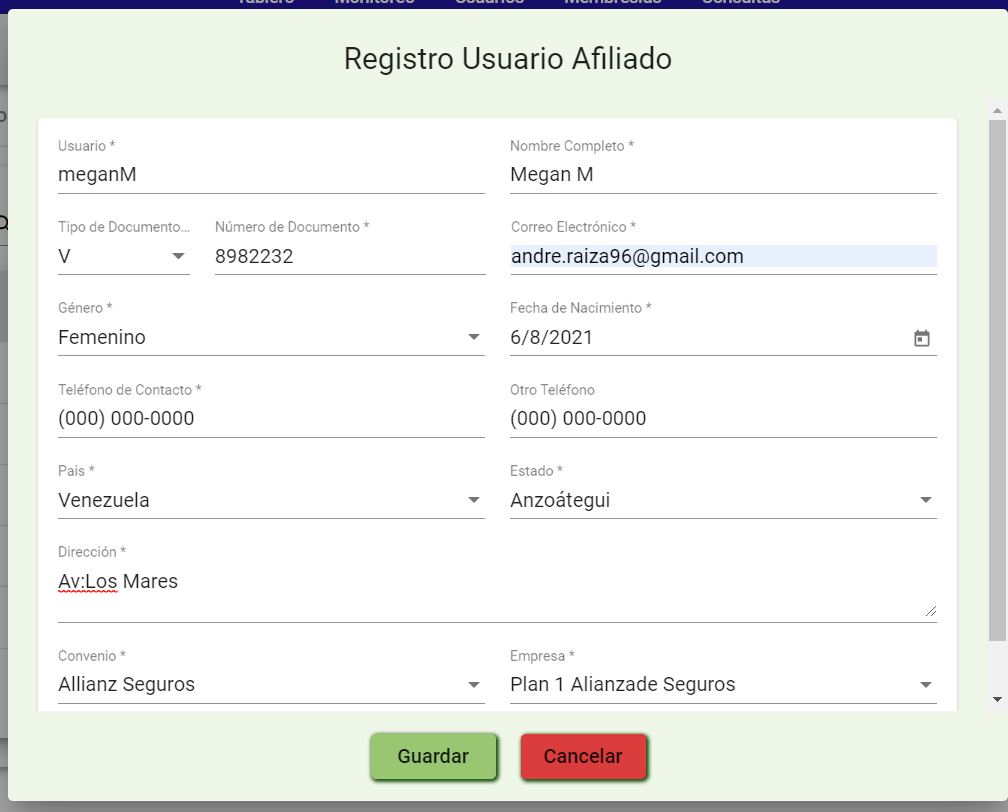 Tablero Monitoreo Usuarios Membresías Consultas
Registro Usuario Afiliado
Usuario * Nombre Completo *
meganM Megan M
Tipo de Documento... Número de Documento * Correo Electrónico *
V 8982232 andre.raiza96@gmail.com
Género * Fecha de Nacimiento *
Femenino 6/8/2021
Teléfono de Contacto * Otro Teléfono
(000) 000-0000 (000) 000-0000
Pais * Estado *
Venezuela Anzoátegui
Dirección *
Av:Los Mares
Convenio * Empresa *
Allianz Seguros Plan 1 Alianzade Seguros
Guardar Cancelar